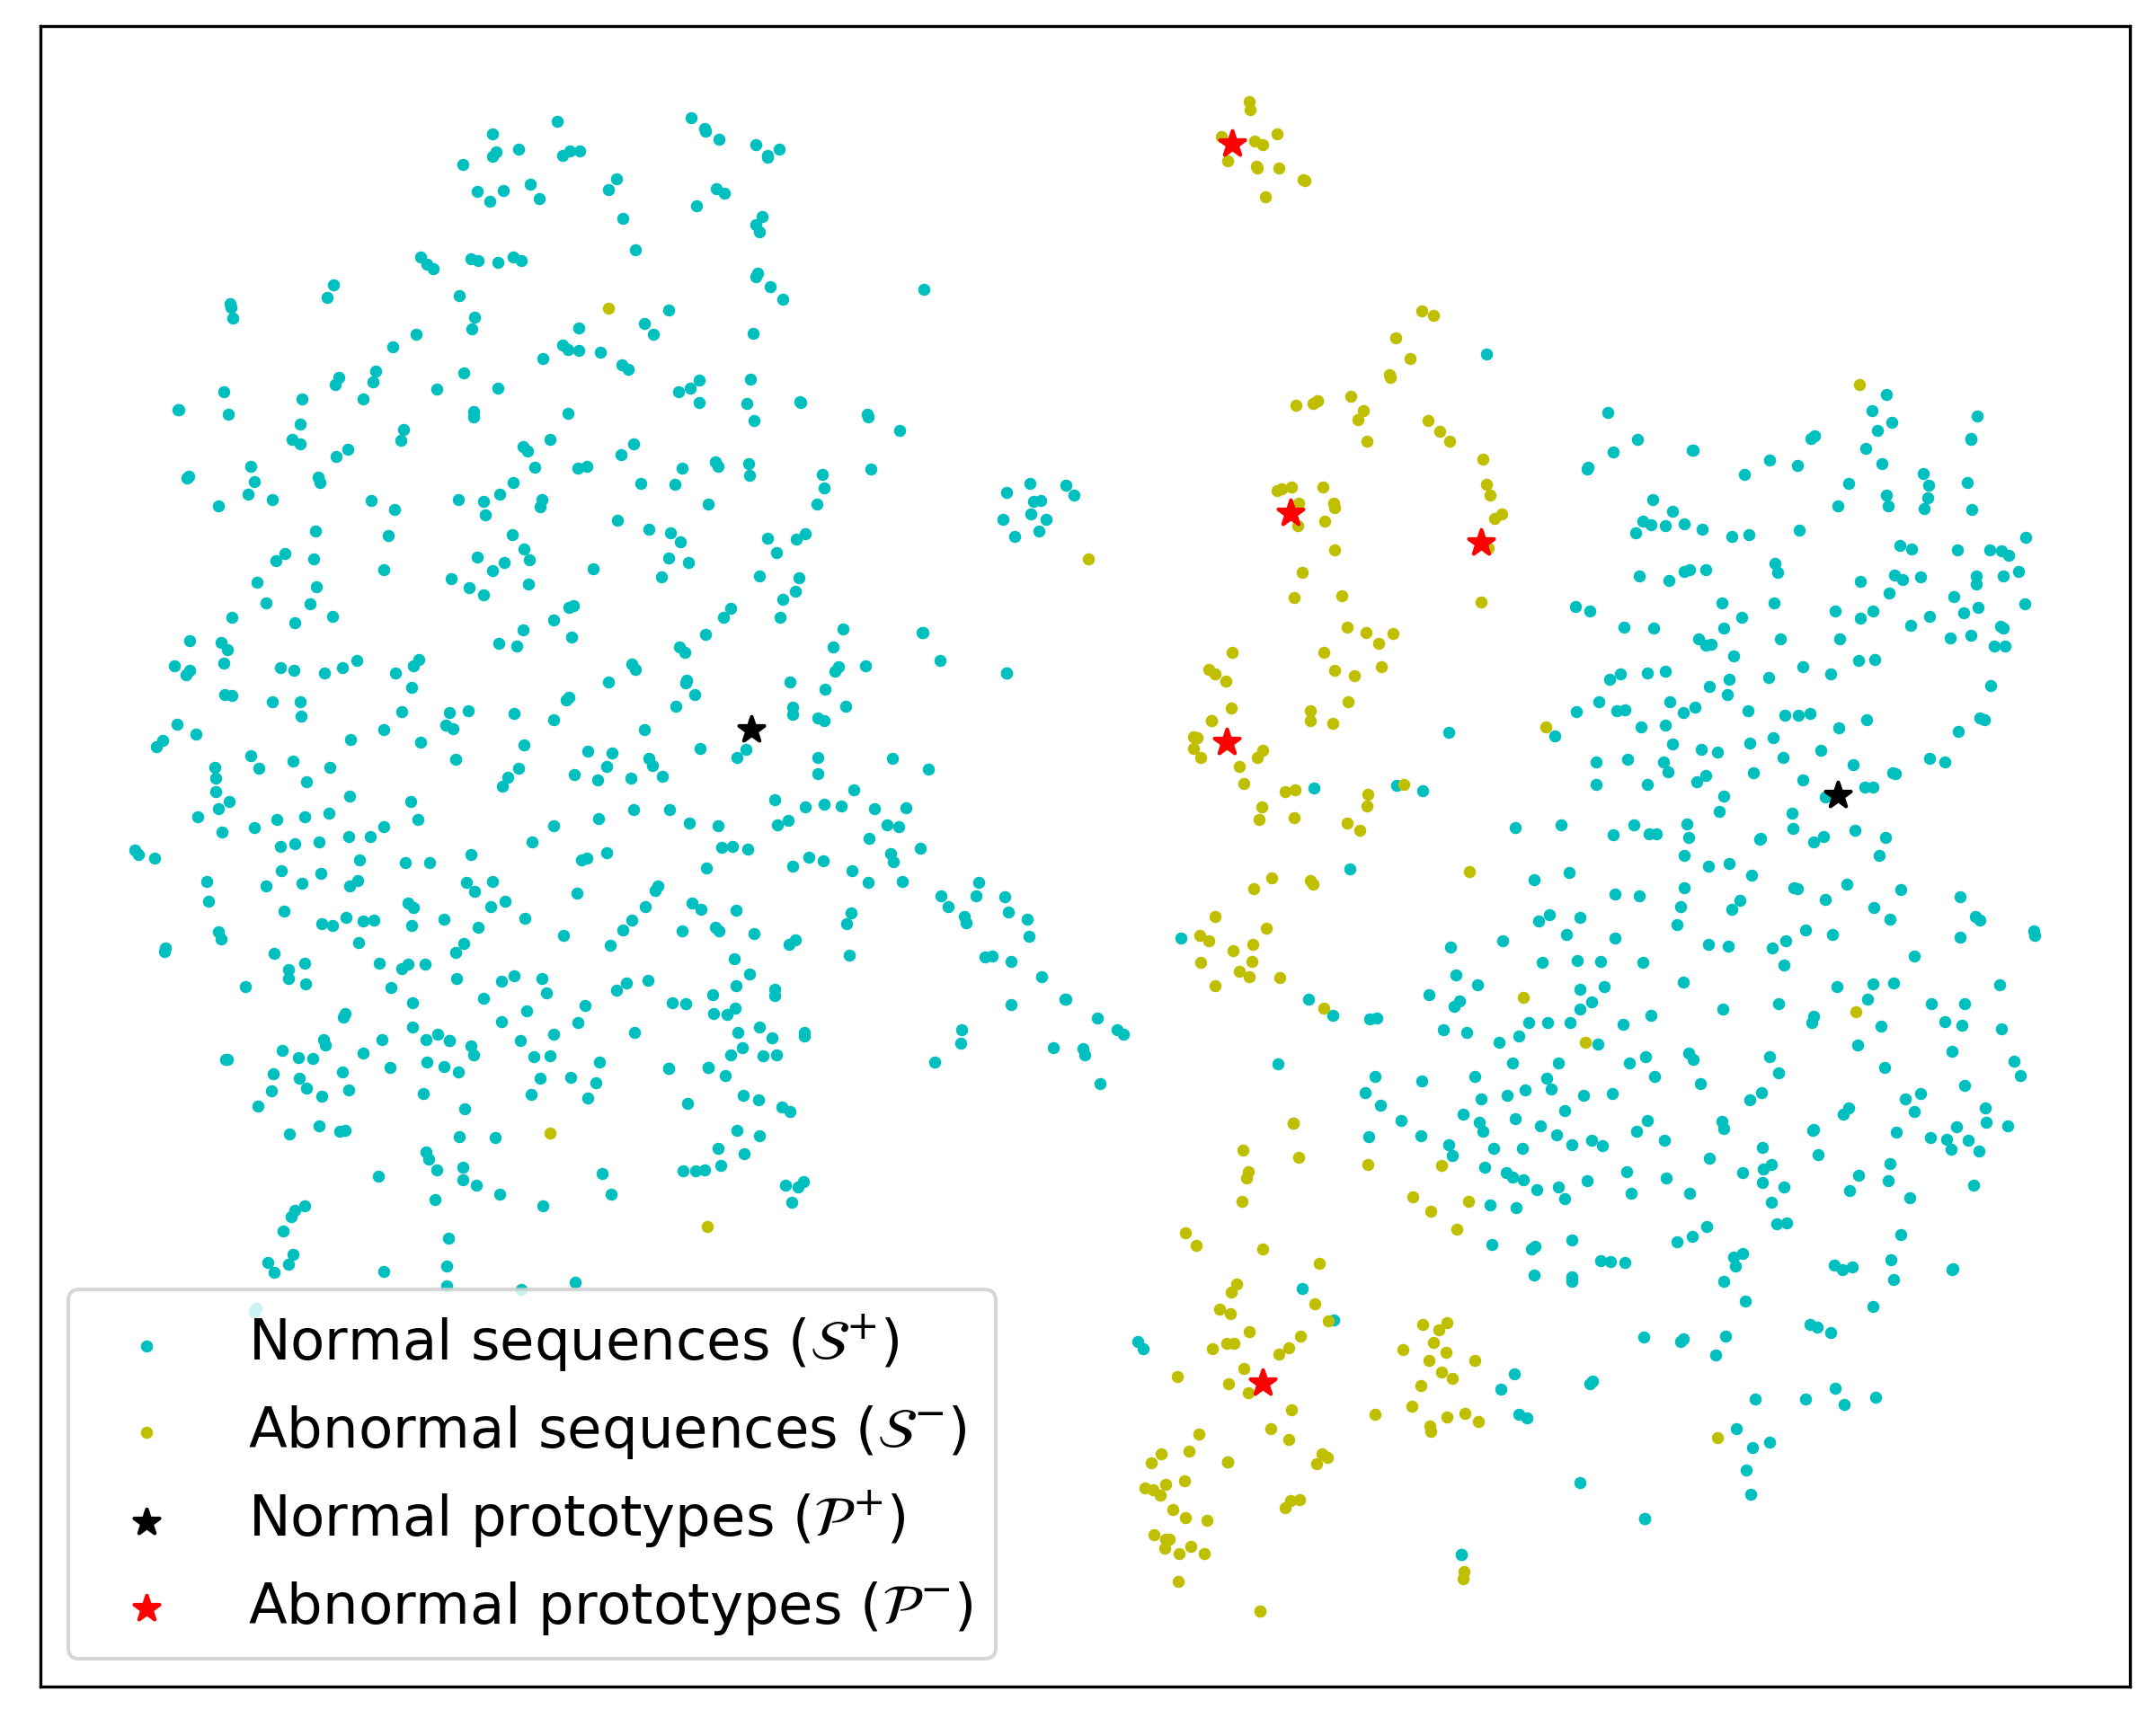 Normal sequences (𝒮⁺)
Abnormal sequences (𝒮⁻)
Normal prototypes (𝒫⁺)
Abnormal prototypes (𝒫⁻)